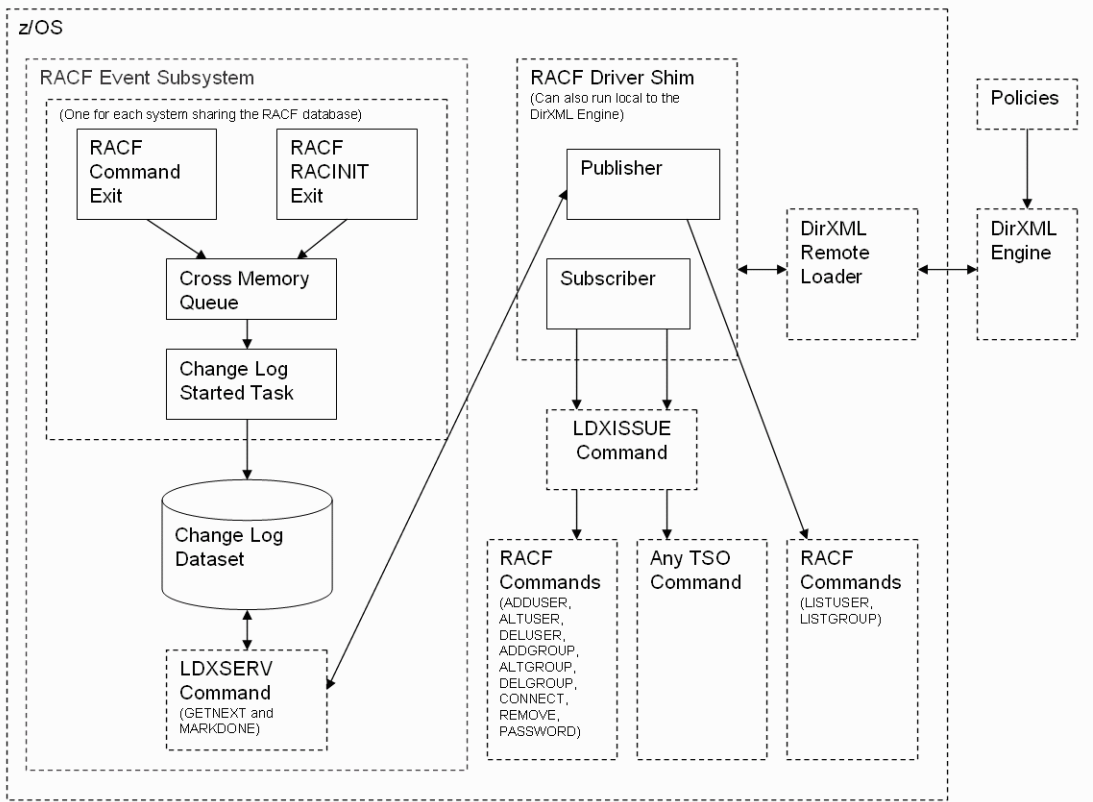 z/OS
RACF Event Subsystem
(One for each system sharing the RACF database)
RACF
Command
Exit
RACF
RACINIT
Exit
Cross Memory
Queue
Change Log
Started Task
Change Log
Dataset
LDXSERV
Command
(GETNEXT and
MARKDONE)
RACF Driver Shim
(Can also run local to the
DirXML Engine)
Publisher
Subscriber
LDXISSUE
Command
RACF
Commands
(ADDUSER,
ALTUSER,
DELUSER,
ADDGROUP,
ALTGROUP,
DELGROUP,
CONNECT,
REMOVE,
PASSWORD)
Any TSO
Command
RACF
Commands
(LISTUSER,
LISTGROUP)
DirXML
Remote
Loader
Policies
DirXML
Engine